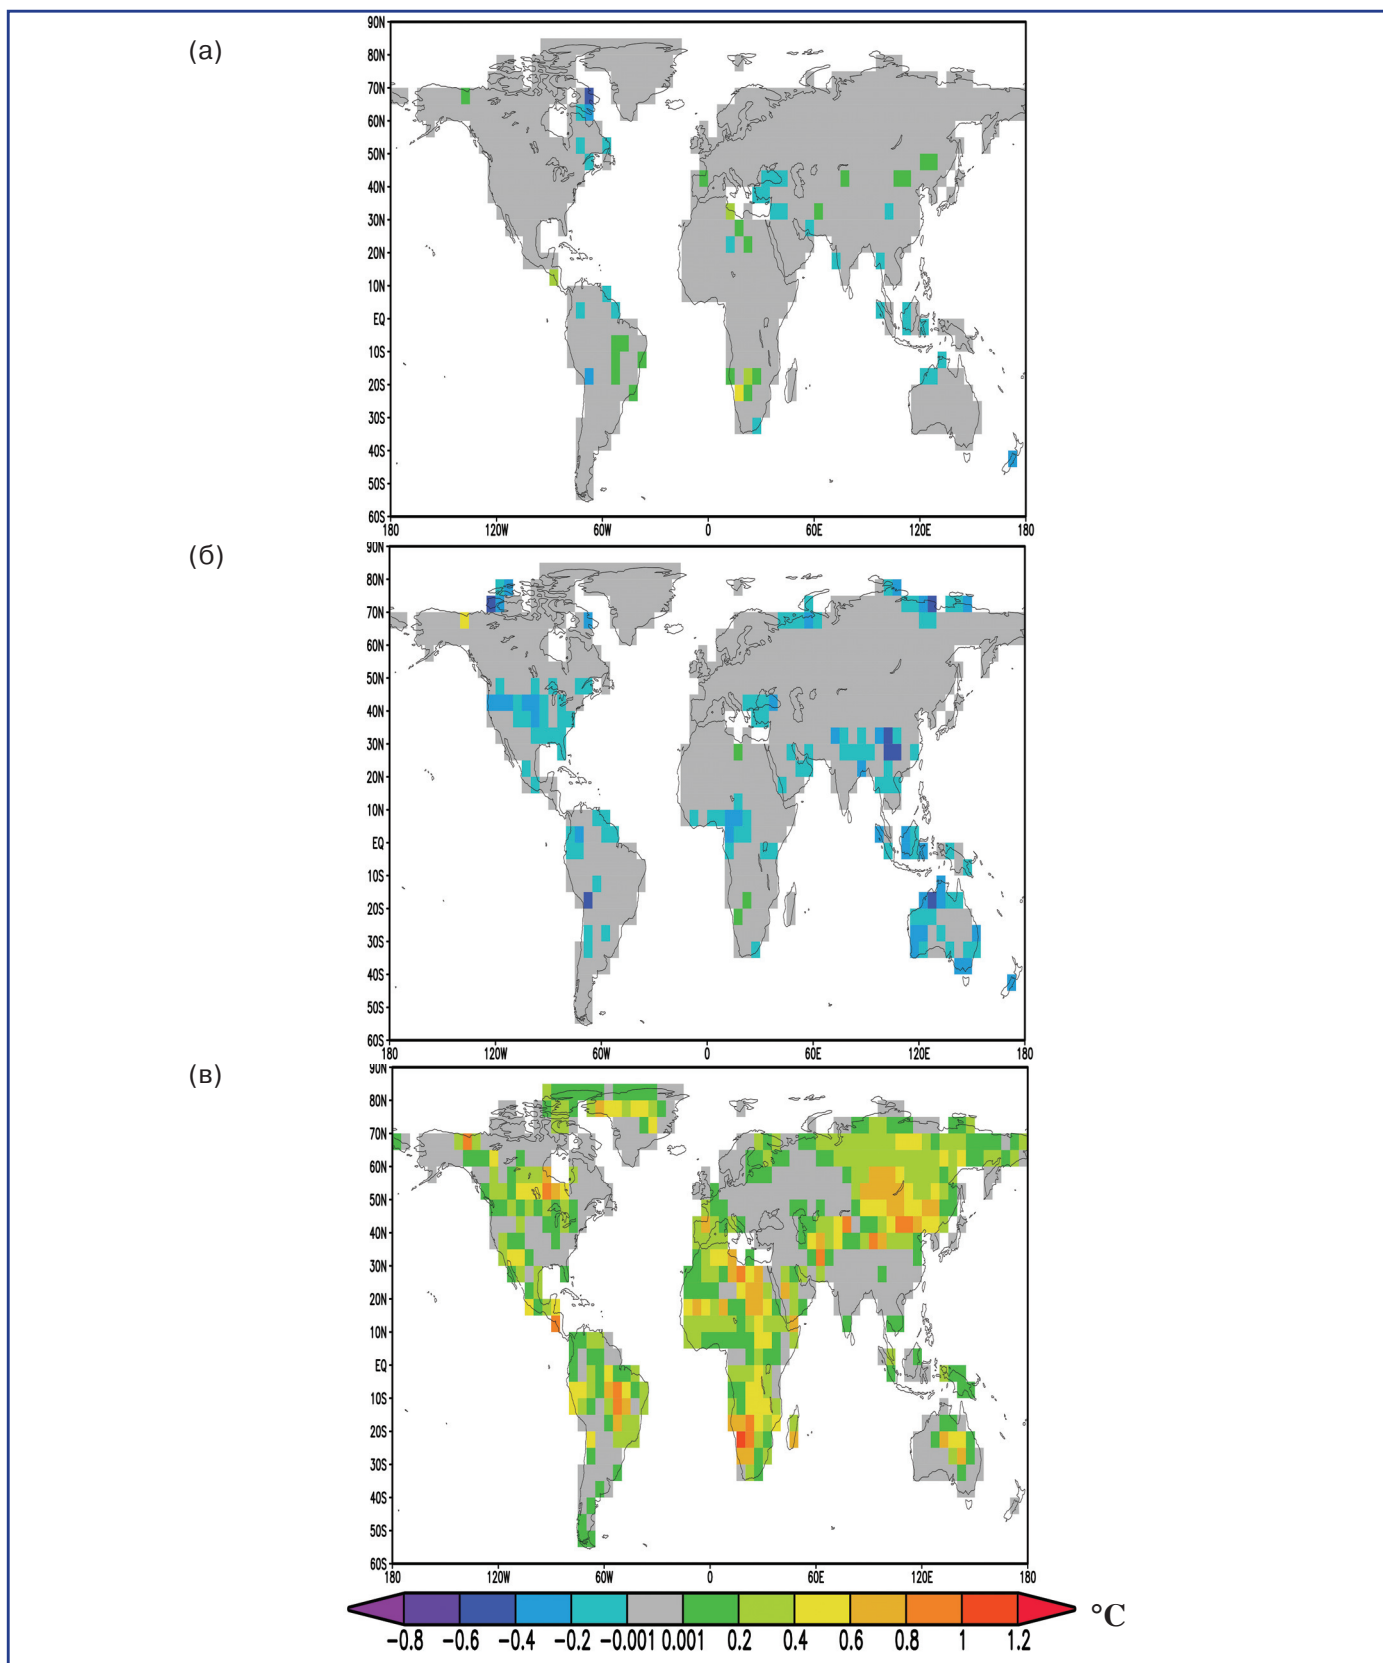 (а)
90N
80N
70N
60N
50N
40N
30N
20N
10N
EQ
10S
20S
30S
40S
50S
60S
180 120W 60W 0 60E 120E 180
(б)
90N
80N
70N
60N
50N
40N
30N
20N
10N
EQ
10S
20S
30S
40S
50S
60S
180 120W 60W 0 60E 120E 180
(в)
90N
80N
70N
60N
50N
40N
30N
20N
10N
EQ
10S
20S
30S
40S
50S
60S
180 120W 60W 0 60E 120E 180
°C
−0.8 −0.6 −0.4 −0.2 −0.001 0.001 0.2 0.4 0.6 0.8 1 1.2